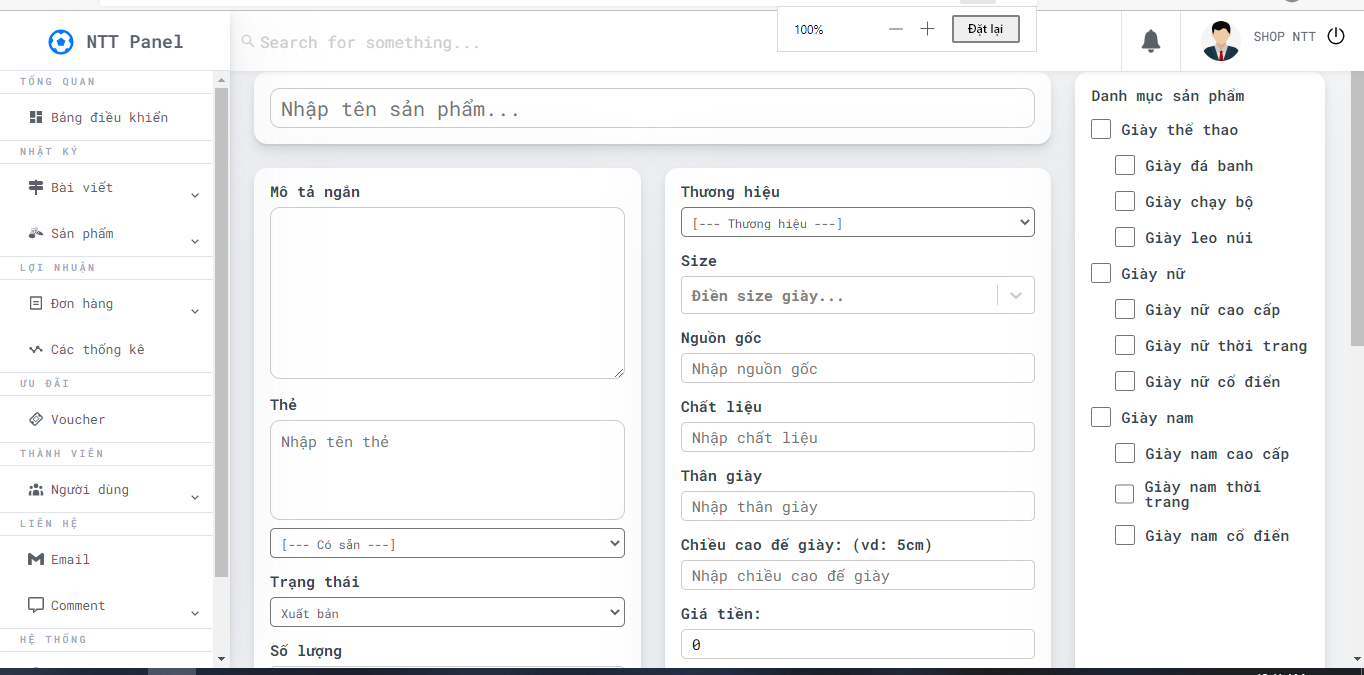 NTT Panel
Search for something...
100%
Đặt lại
SHOP NTT
TỔNG QUAN
Bảng điều khiển
NHẬT KÝ
Bài viết
Sản phẩm
LỢI NHUẬN
Đơn hàng
Các thống kê
ƯU ĐÃI
Voucher
THÀNH VIÊN
Người dùng
LIÊN HỆ
Email
Comment
HỆ THỐNG
Nhập tên sản phẩm...
Mô tả ngắn
Thẻ
Nhập tên thẻ
[--- Có sẵn ---]
Trạng thái
Xuất bản
Số lượng
Thương hiệu
[--- Thương hiệu ---]
Size
Điền size giày...
Nguồn gốc
Nhập nguồn gốc
Chất liệu
Nhập chất liệu
Thân giày
Nhập thân giày
Chiều cao đế giày: (vd: 5cm)
Nhập chiều cao đế giày
Giá tiền:
0
Danh mục sản phẩm
Giày thể thao
Giày đá banh
Giày chạy bộ
Giày leo núi
Giày nữ
Giày nữ cao cấp
Giày nữ thời trang
Giày nữ cổ điển
Giày nam
Giày nam cao cấp
Giày nam thời
trang
Giày nam cổ điển